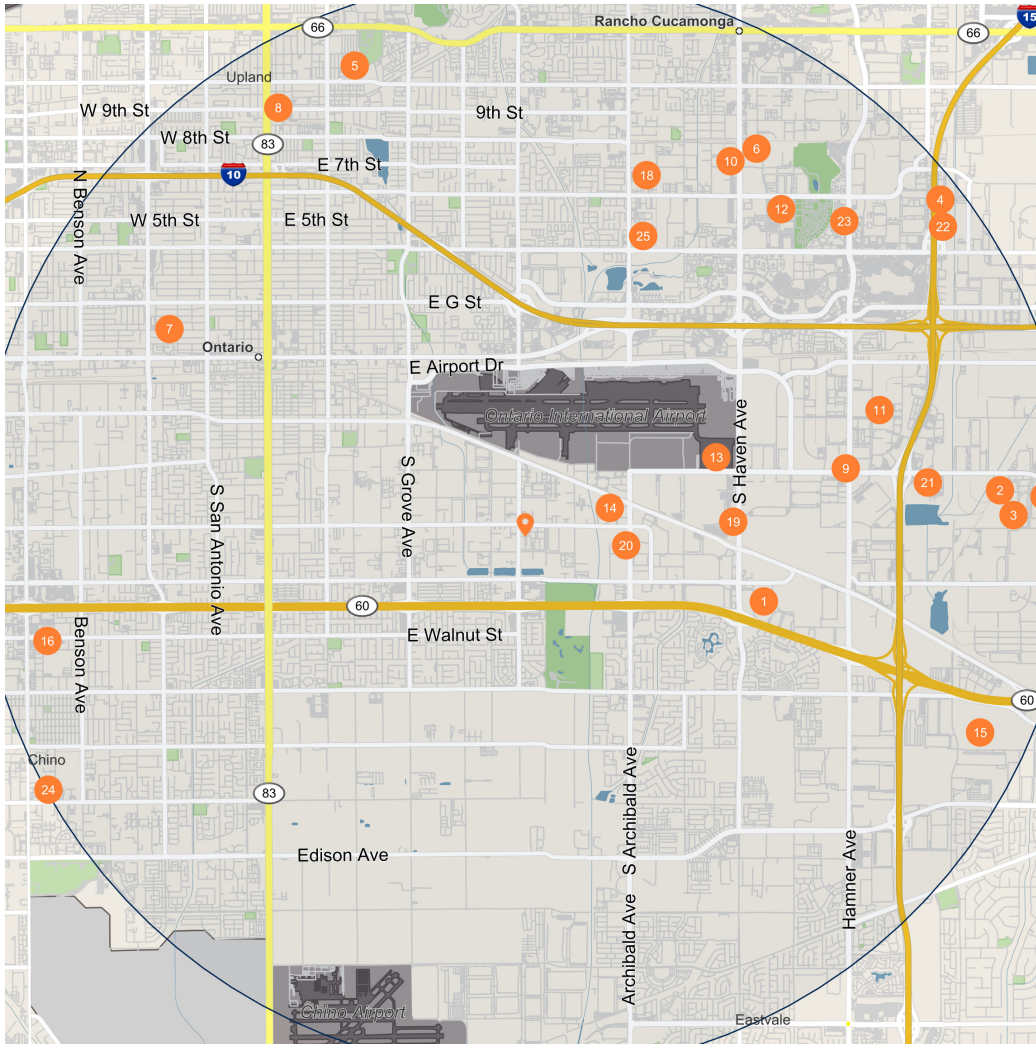 66
Rancho Cucamonga
66
15
5
Upland
8
W 9th St
9th St
W 8th St
83
6
10
E 7th St
18
10
N Benson Ave
4
12
W 5th St
E 5th St
23
22
25
E G St
7
Ontario
E Airport Dr
11
Ontario International Airport
S Haven Ave
13
9
21
2
S Grove Ave
S San Antonio Ave
14
3
19
20
1
60
E Walnut St
16
Benson Ave
60
15
Chino
24
83
S Archibald Ave
Edison Ave
Hamner Ave
Archibald Ave
Chino Airport
Eastvale